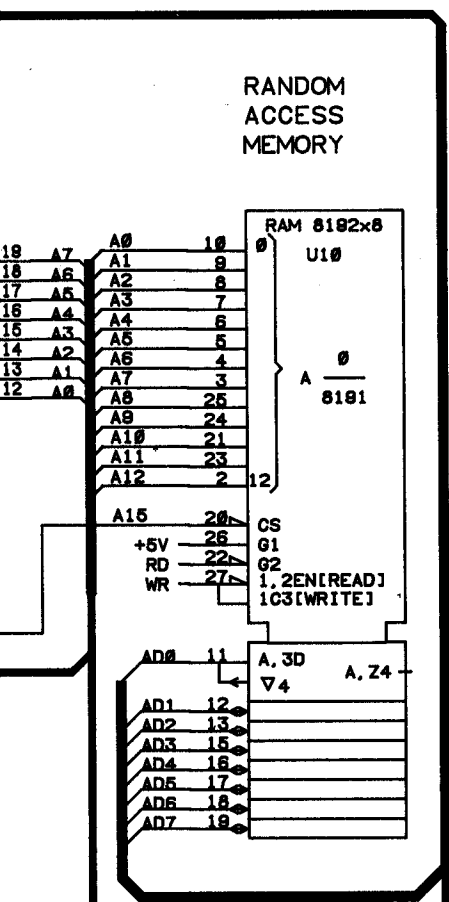 RANDOM
ACCESS
MEMORY
RAM 8192x8
U10
19 A7
18 A6
17 A5
16 A4
15 A3
14 A2
13 A1
12 A0
A0 10 0
A1 9
A2 8
A3 7
A4 6
A5 5
A6 4
A7 3
A8 25
A9 24
A10 21
A11 23
A12 2 12
A 0
8191
A15 20 CS
+5V 26 G1
RD 22 G2
WR 27 1,2EN[READ]
1C3[WRITE]
AD0 11 A,3D
▽4 A,Z4
AD1 12
AD2 13
AD3 15
AD4 16
AD5 17
AD6 18
AD7 19